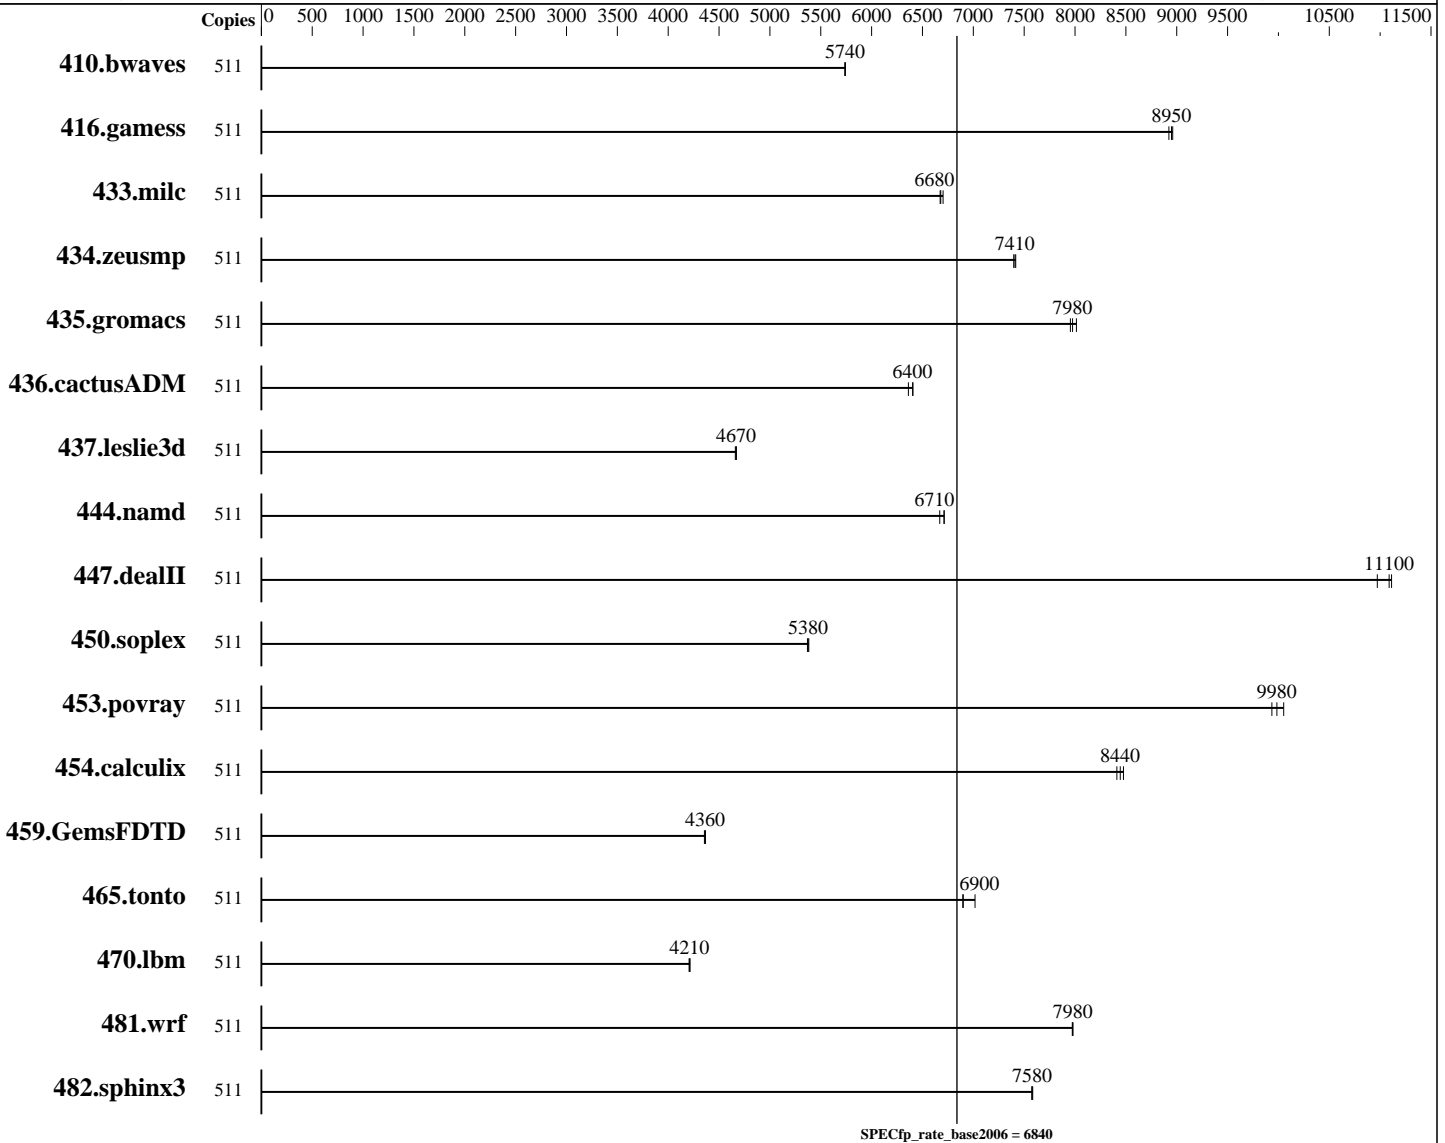 Copies 0 500 1000 1500 2000 2500 3000 3500 4000 4500 5000 5500 6000 6500 7000 7500 8000 8500 9000 9500 10500 11500
5740
410.bwaves 511
8950
416.gamess 511
6680
433.milc 511
7410
434.zeusmp 511
7980
435.gromacs 511
6400
436.cactusADM 511
4670
437.leslie3d 511
6710
444.namd 511
11100
447.dealII 511
5380
450.soplex 511
9980
453.povray 511
8440
454.calculix 511
4360
459.GemsFDTD 511
6900
465.tonto 511
4210
470.lbm 511
7980
481.wrf 511
7580
482.sphinx3 511
SPECfp_rate_base2006 = 6840